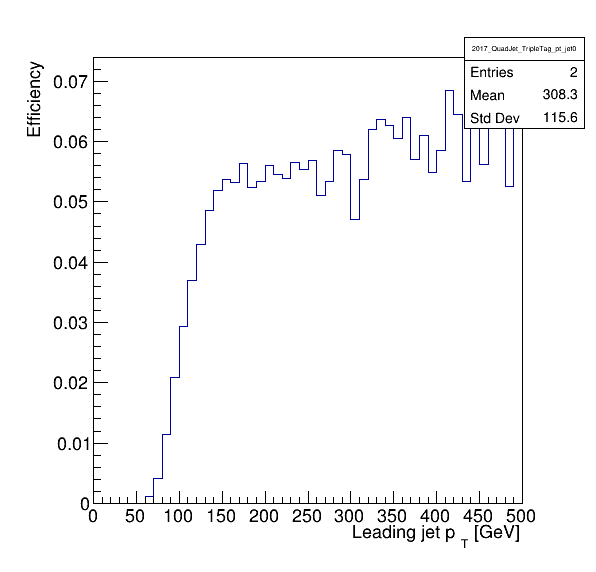 2017_QuadJet_TripleTag_pt_jet0
Entries 2
Mean 308.3
Std Dev 115.6
Efficiency
0.07
0.06
0.05
0.04
0.03
0.02
0.01
0
0 50 100 150 200 250 300 350 400 450 500
Leading jet p T [GeV]